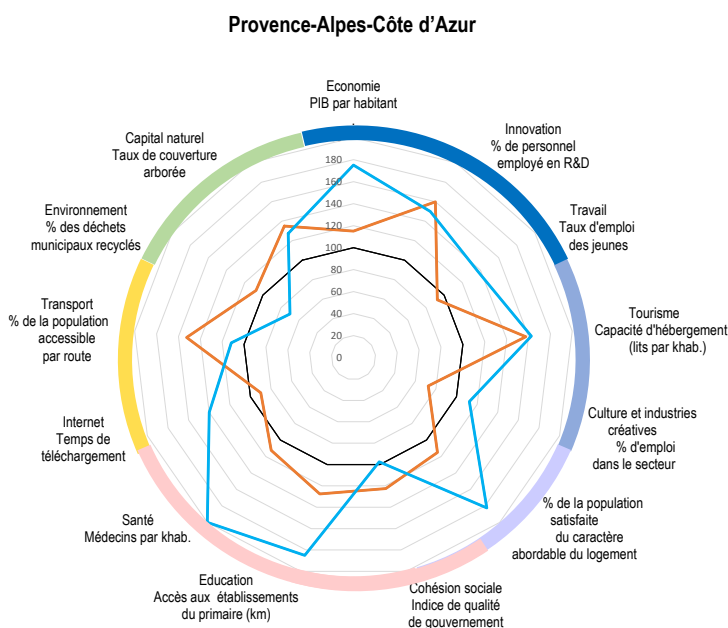 Provence-Alpes-Côte d'Azur
Economie
PIB par habitant
Innovation
% de personnel
employé en R&D
Travail
Taux d'emploi
des jeunes
Tourisme
Capacité d'hébergement
(lits par khab.)
Culture et industries
créatives
% d'emploi
dans le secteur
% de la population
satisfaite
du caractère
abordable du logement
Cohésion sociale
Indice de qualité
de gouvernement
Education
Accès aux établissements
du primaire (km)
Santé
Médecins par khab.
Internet
Temps de
téléchargement
Transport
% de la population
accessible
par route
Environnement
% des déchets
municipaux recyclés
Capital naturel
Taux de couverture
arborée
180
160
140
120
100
80
60
40
20
0